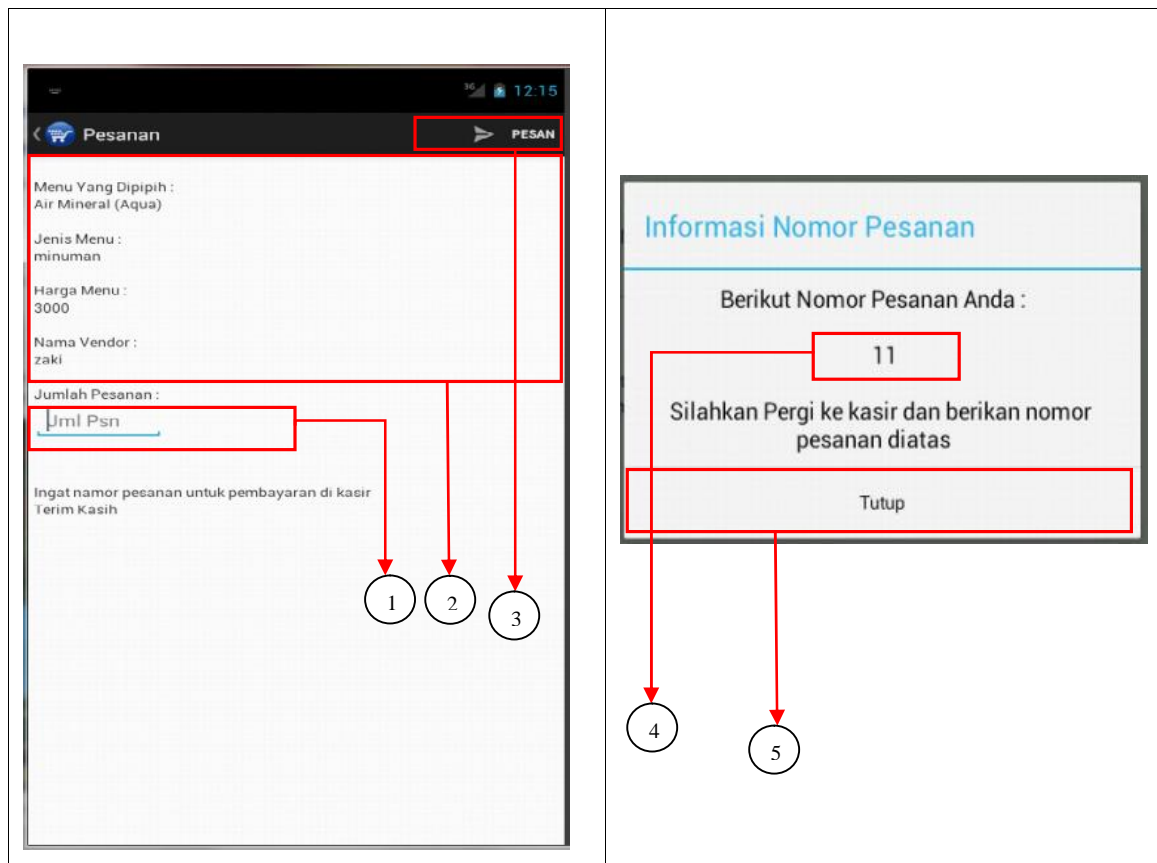 3G 12:15
Pesanan PESAN
Menu Yang Dipipih :
Air Mineral (Aqua)
Jenis Menu :
minuman
Harga Menu :
3000
Nama Vendor :
zaki
Jumlah Pesanan :
Jml Psn
Ingat namor pesanan untuk pembayaran di kasir
Terim Kasih
1
2
3
Informasi Nomor Pesanan
Berikut Nomor Pesanan Anda :
11
Silahkan Pergi ke kasir dan berikan nomor
pesanan diatas
Tutup
4
5